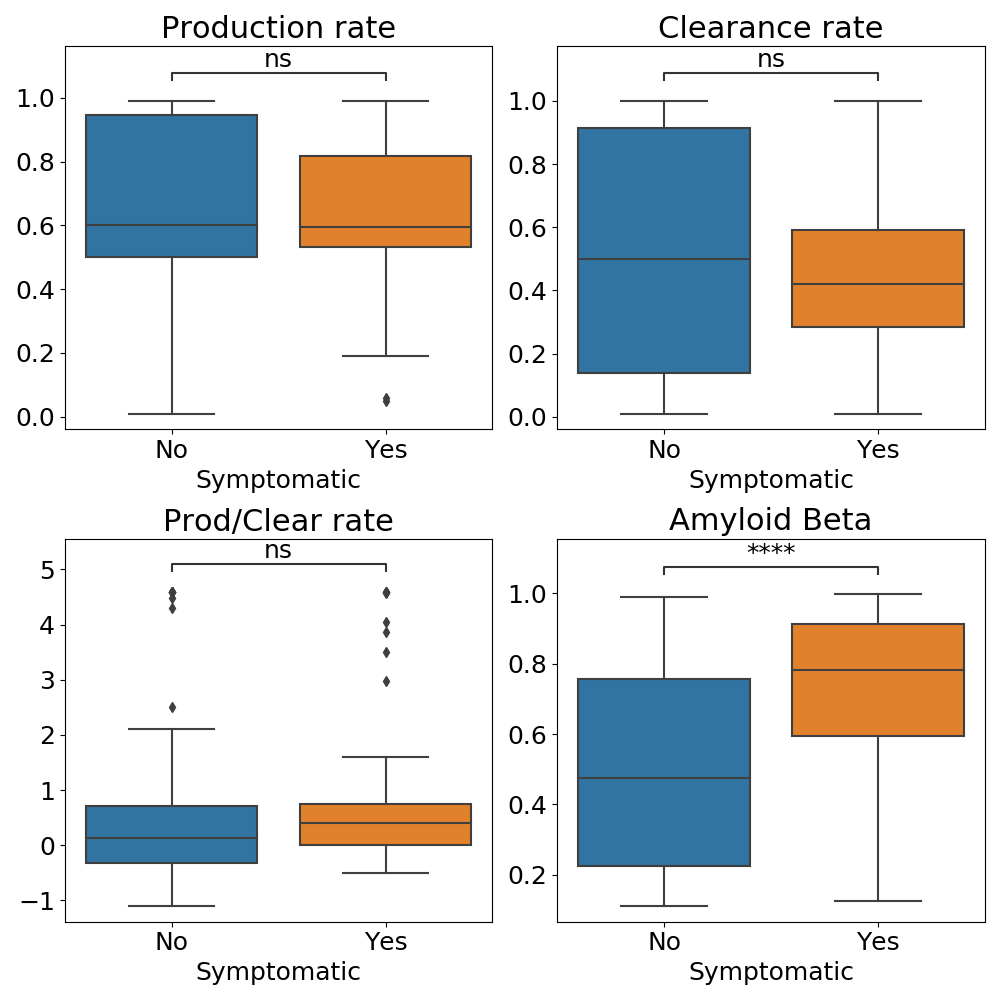 Production rate
ns
1.0
0.8
0.6
0.4
0.2
0.0
No Yes
Symptomatic
Clearance rate
ns
1.0
0.8
0.6
0.4
0.2
0.0
No Yes
Symptomatic
Prod/Clear rate
ns
5
4
3
2
1
0
−1
No Yes
Symptomatic
Amyloid Beta
****
1.0
0.8
0.6
0.4
0.2
No Yes
Symptomatic